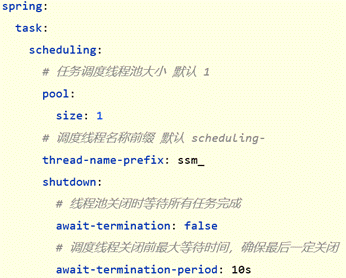 spring:
  task:
    scheduling:
      # 任务调度线程池大小 默认 1
      pool:
        size: 1
      # 调度线程名称前缀 默认 scheduling-
      thread-name-prefix: ssm_
      shutdown:
        # 线程池关闭时等待所有任务完成
        await-termination: false
        # 调度线程关闭前最大等待时间，确保最后一定关闭
        await-termination-period: 10s